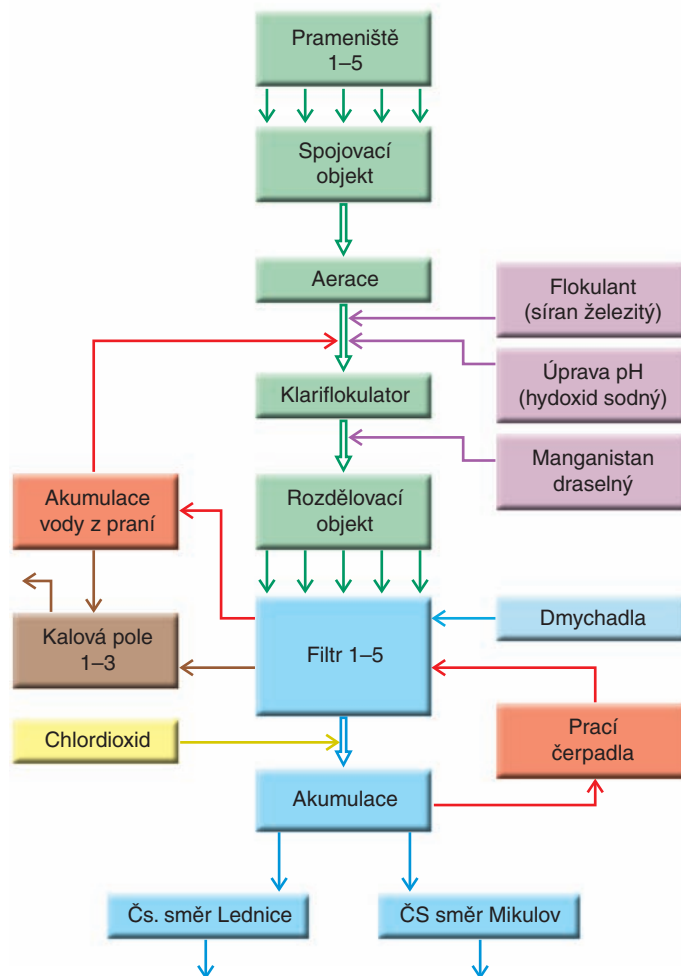 Prameniště
1–5
Spojovací
objekt
Aerace
Flokulant
(síran železitý)
Úprava pH
(hydoxid sodný)
Klariflokulator
Manganistan
draselný
Akumulace
vody z praní
Rozdělovací
objekt
Kalová pole
1–3
Filtr 1–5
Dmychadla
Chlordioxid
Prací
čerpadla
Akumulace
Čs. směr Lednice
ČS směr Mikulov